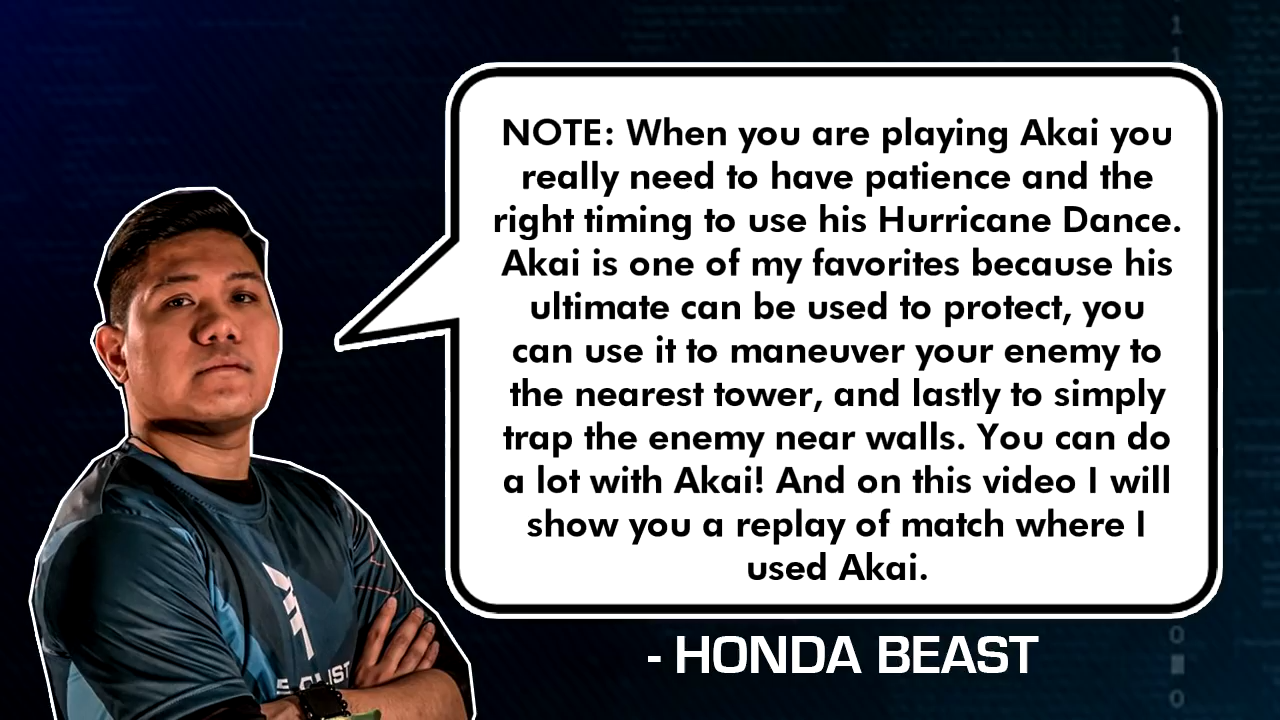 NOTE: When you are playing Akai you
really need to have patience and the
right timing to use his Hurricane Dance.
Akai is one of my favorites because his
ultimate can be used to protect, you
can use it to maneuver your enemy to
the nearest tower, and lastly to simply
trap the enemy near walls. You can do
a lot with Akai! And on this video I will
show you a replay of match where I
used Akai.
- HONDA BEAST